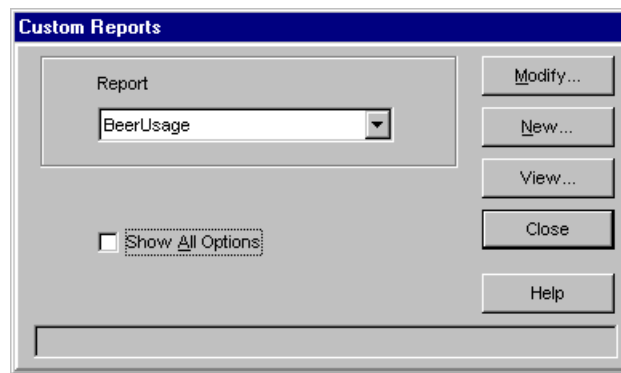 Custom Reports
Report
BeerUsage
Show All Options
Modify...
New...
View...
Close
Help